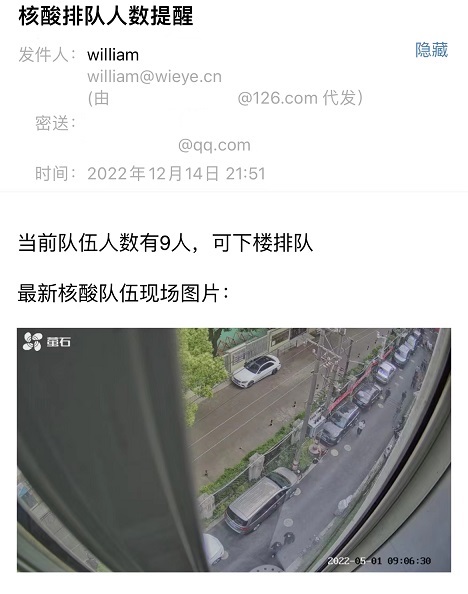 核酸排队人数提醒
发件人：william 隐藏
william@wieye.cn
(由 @126.com 代发)
密送：
@qq.com
时间：2022年12月14日 21:51
当前队伍人数有9人，可下楼排队
最新核酸队伍现场图片：
萤石
2022-05-01 09:06:30